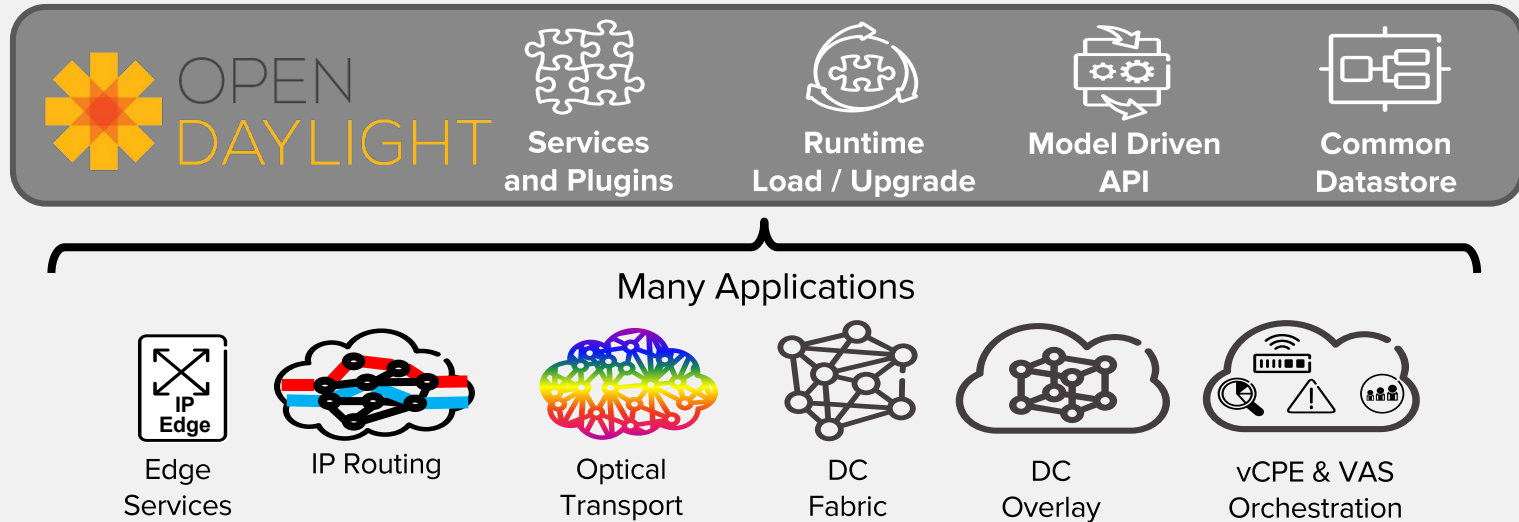 OPEN
DAYLIGHT
Services
and Plugins
Runtime
Load / Upgrade
Model Driven
API
Common
Datastore
Many Applications
IP
Edge
Edge
Services
IP Routing
Optical
Transport
DC
Fabric
DC
Overlay
vCPE & VAS
Orchestration